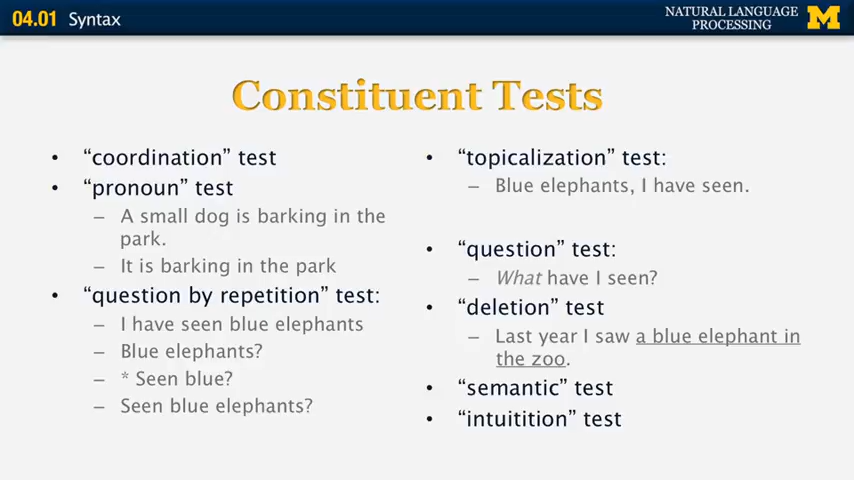 04.01 Syntax
NATURAL LANGUAGE
PROCESSING
M
Constituent Tests
• “coordination” test
• “pronoun” test
– A small dog is barking in the
park.
– It is barking in the park
• “question by repetition” test:
– I have seen blue elephants
– Blue elephants?
– * Seen blue?
– Seen blue elephants?
• “topicalization” test:
– Blue elephants, I have seen.
• “question” test:
– What have I seen?
• “deletion” test
– Last year I saw a blue elephant in
the zoo.
• “semantic” test
• “intuitition” test